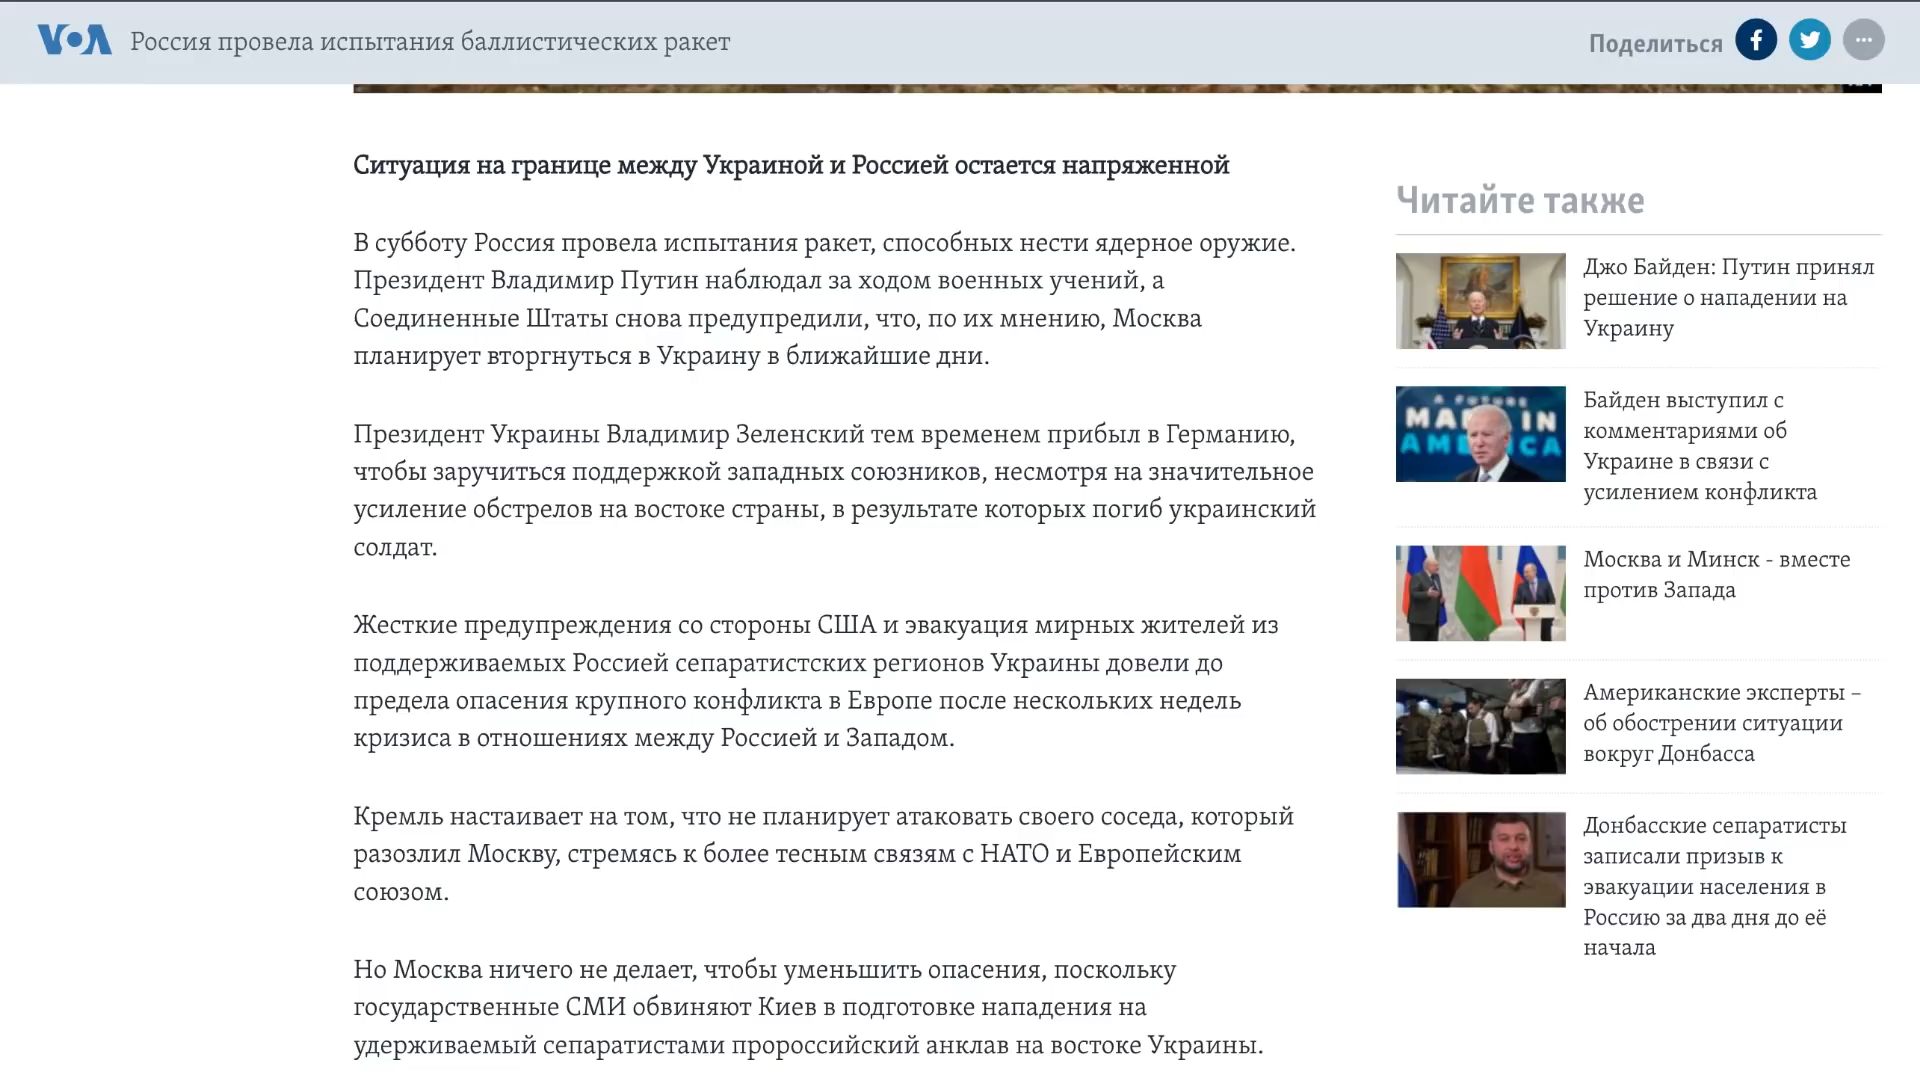 VOA Россия провела испытания баллистических ракет
Поделиться
Ситуация на границе между Украиной и Россией остается напряженной
В субботу Россия провела испытания ракет, способных нести ядерное оружие.
Президент Владимир Путин наблюдал за ходом военных учений, а
Соединенные Штаты снова предупредили, что, по их мнению, Москва
планирует вторгнуться в Украину в ближайшие дни.
Президент Украины Владимир Зеленский тем временем прибыл в Германию,
чтобы заручиться поддержкой западных союзников, несмотря на значительное
усиление обстрелов на востоке страны, в результате которых погиб украинский
солдат.
Жесткие предупреждения со стороны США и эвакуация мирных жителей из
поддерживаемых Россией сепаратистских регионов Украины довели до
предела опасения крупного конфликта в Европе после нескольких недель
кризиса в отношениях между Россией и Западом.
Кремль настаивает на том, что не планирует атаковать своего соседа, который
разозлил Москву, стремясь к более тесным связям с НАТО и Европейским
союзом.
Но Москва ничего не делает, чтобы уменьшить опасения, поскольку
государственные СМИ обвиняют Киев в подготовке нападения на
удерживаемый сепаратистами пророссийский анклав на востоке Украины.
Читайте также
Джо Байден: Путин принял
решение о нападении на
Украину
A FUTURE
MADE IN
AMERICA
Байден выступил с
комментариями об
Украине в связи с
усилением конфликта
Москва и Минск - вместе
против Запада
Американские эксперты –
об обострении ситуации
вокруг Донбасса
Донбасские сепаратисты
записали призыв к
эвакуации населения в
Россию за два дня до её
начала